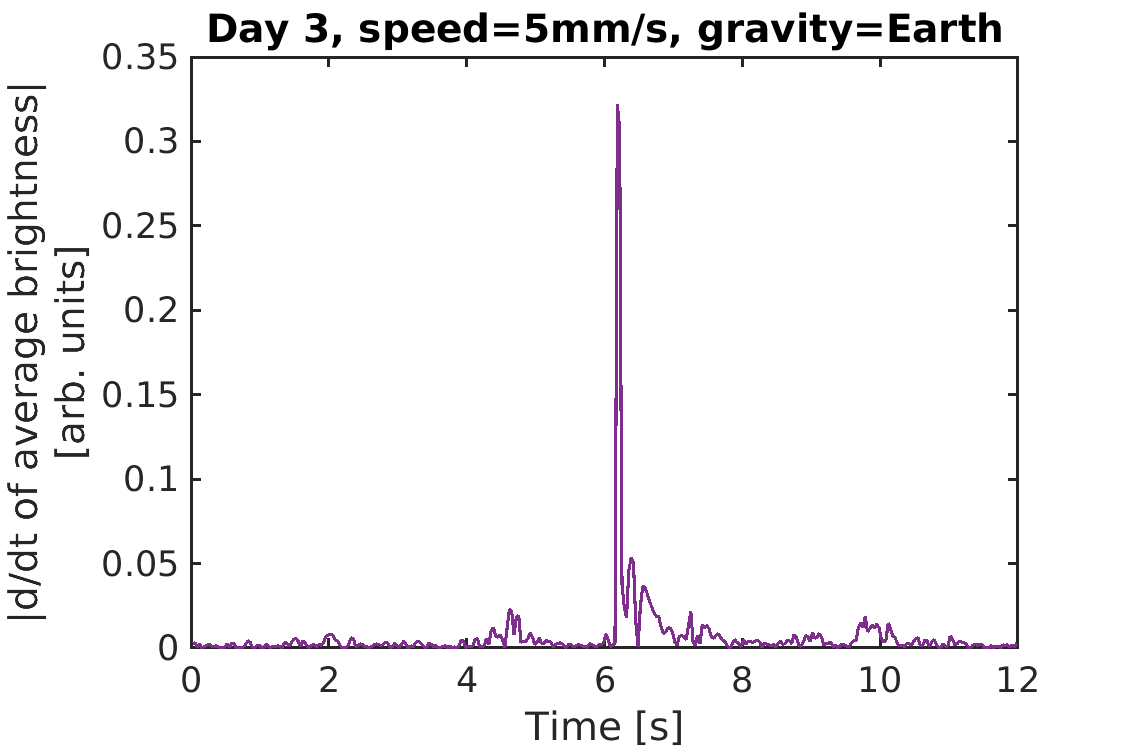 Day 3, speed=5mm/s, gravity=Earth
|d/dt of average brightness|
[arb. units]
0.35
0.3
0.25
0.2
0.15
0.1
0.05
0
0 2 4 6 8 10 12
Time [s]